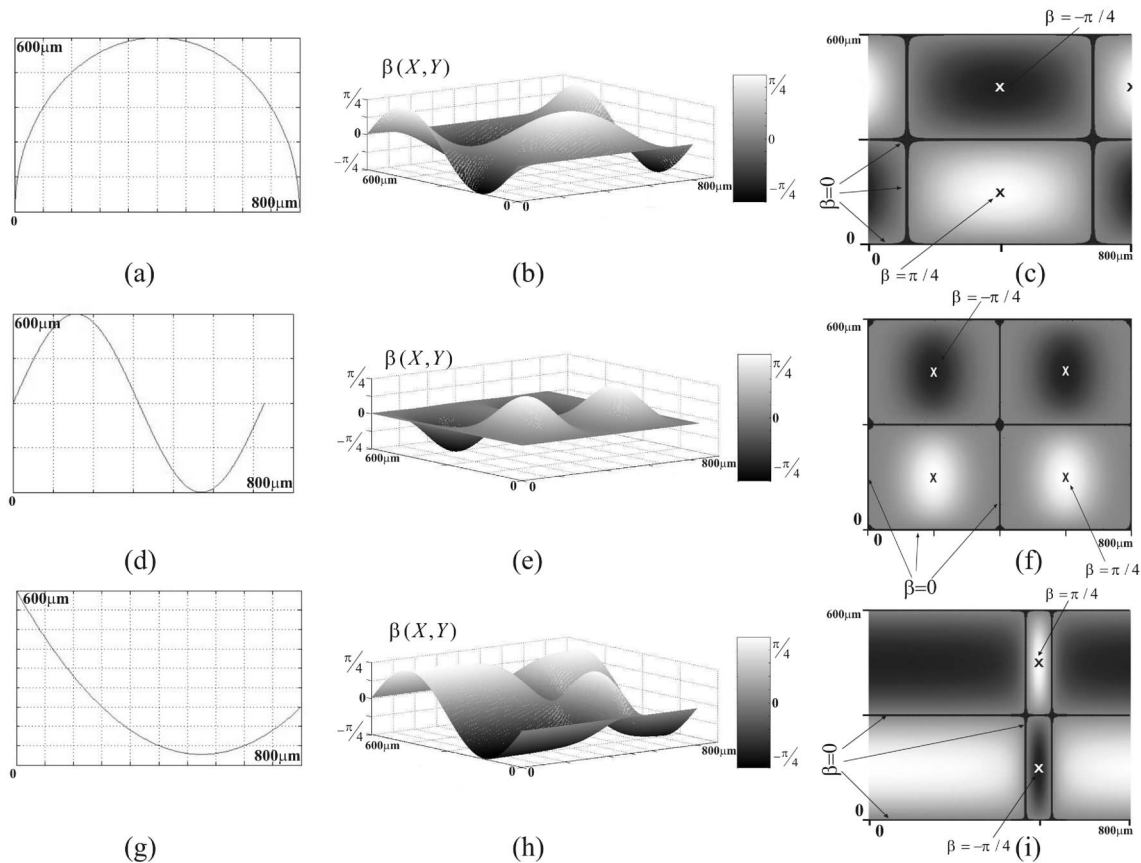 600μm
800μm
0
(a)
β(X,Y)
π/4
0
−π/4
600μm
0
0
800μm
π/4
0
−π/4
(b)
β = −π/4
600μm
β=0
0
0
β = π/4
800μm
(c)
600μm
800μm
0
(d)
β(X,Y)
π/4
0
−π/4
600μm
0
0
800μm
π/4
0
−π/4
(e)
β = −π/4
600μm
0
0
800μm
β=0
β = π/4
(f)
600μm
800μm
0
(g)
β(X,Y)
π/4
0
−π/4
600μm
0
0
800μm
π/4
0
−π/4
(h)
β = π/4
600μm
β=0
0
0
800μm
β = −π/4
(i)